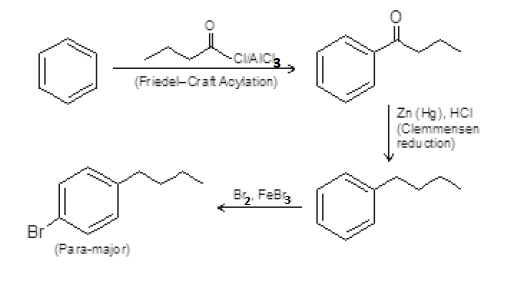 O
Cl/AlCl3
(Friedel–Craft Acylation)
O
Zn (Hg), HCl
(Clemmensen
reduction)
Br2, FeBr3
Br
(Para-major)